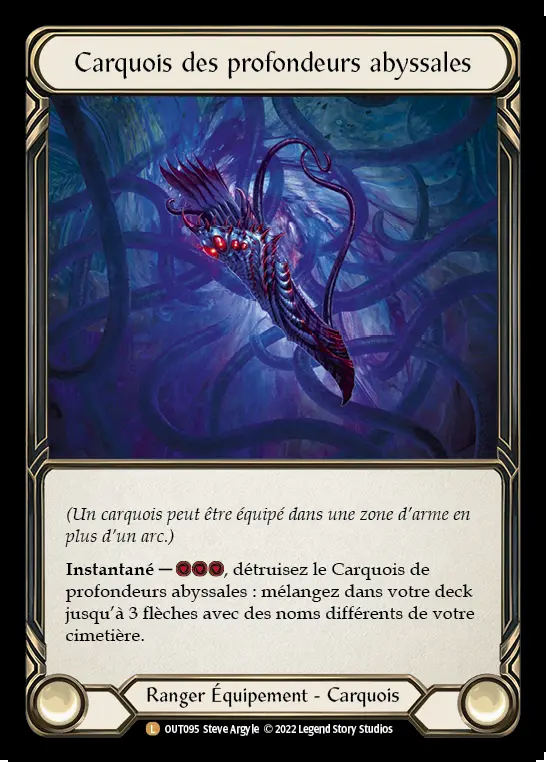 Carquois des profondeurs abyssales
(Un carquois peut être équipé dans une zone d'arme en
plus d'un arc.)
Instantané — , détruisez le Carquois de
profondeurs abyssales : mélangez dans votre deck
jusqu'à 3 flèches avec des noms différents de votre
cimetière.
Ranger Équipement - Carquois
L OUT095 Steve Argyle © 2022 Legend Story Studios